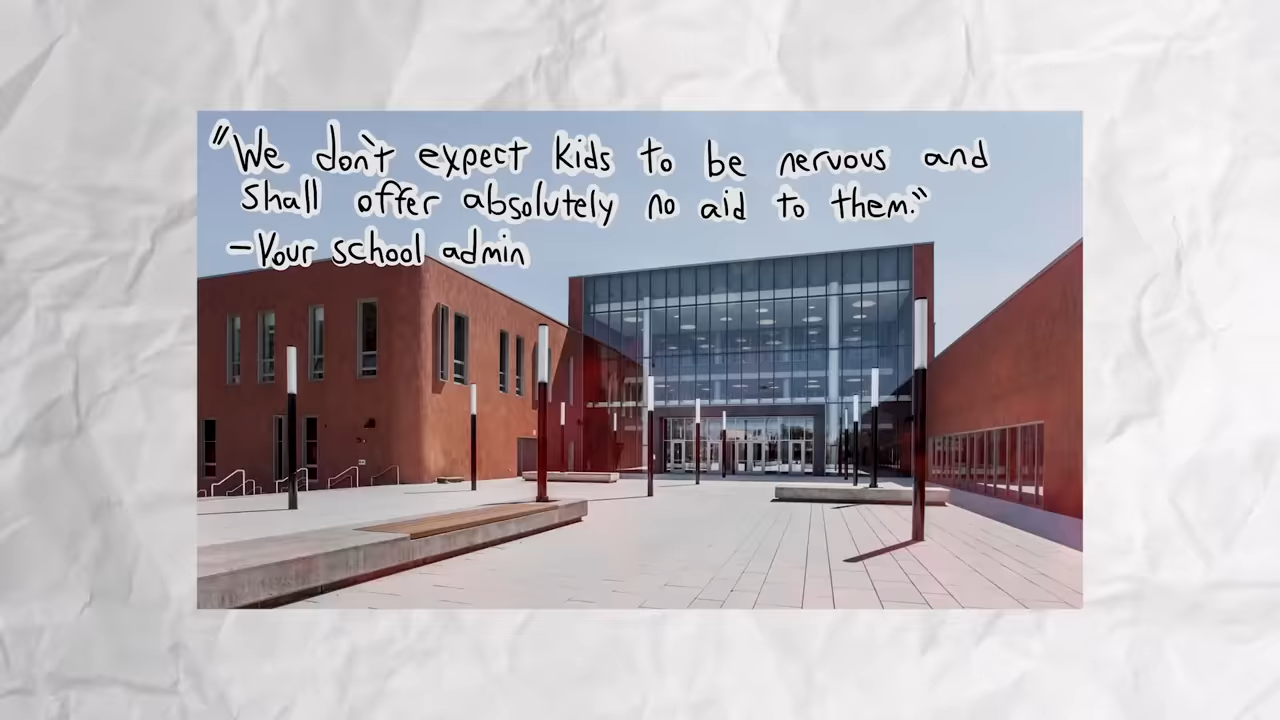 "We don't expect kids to be nervous and
shall offer absolutely no aid to them."
-Your school admin